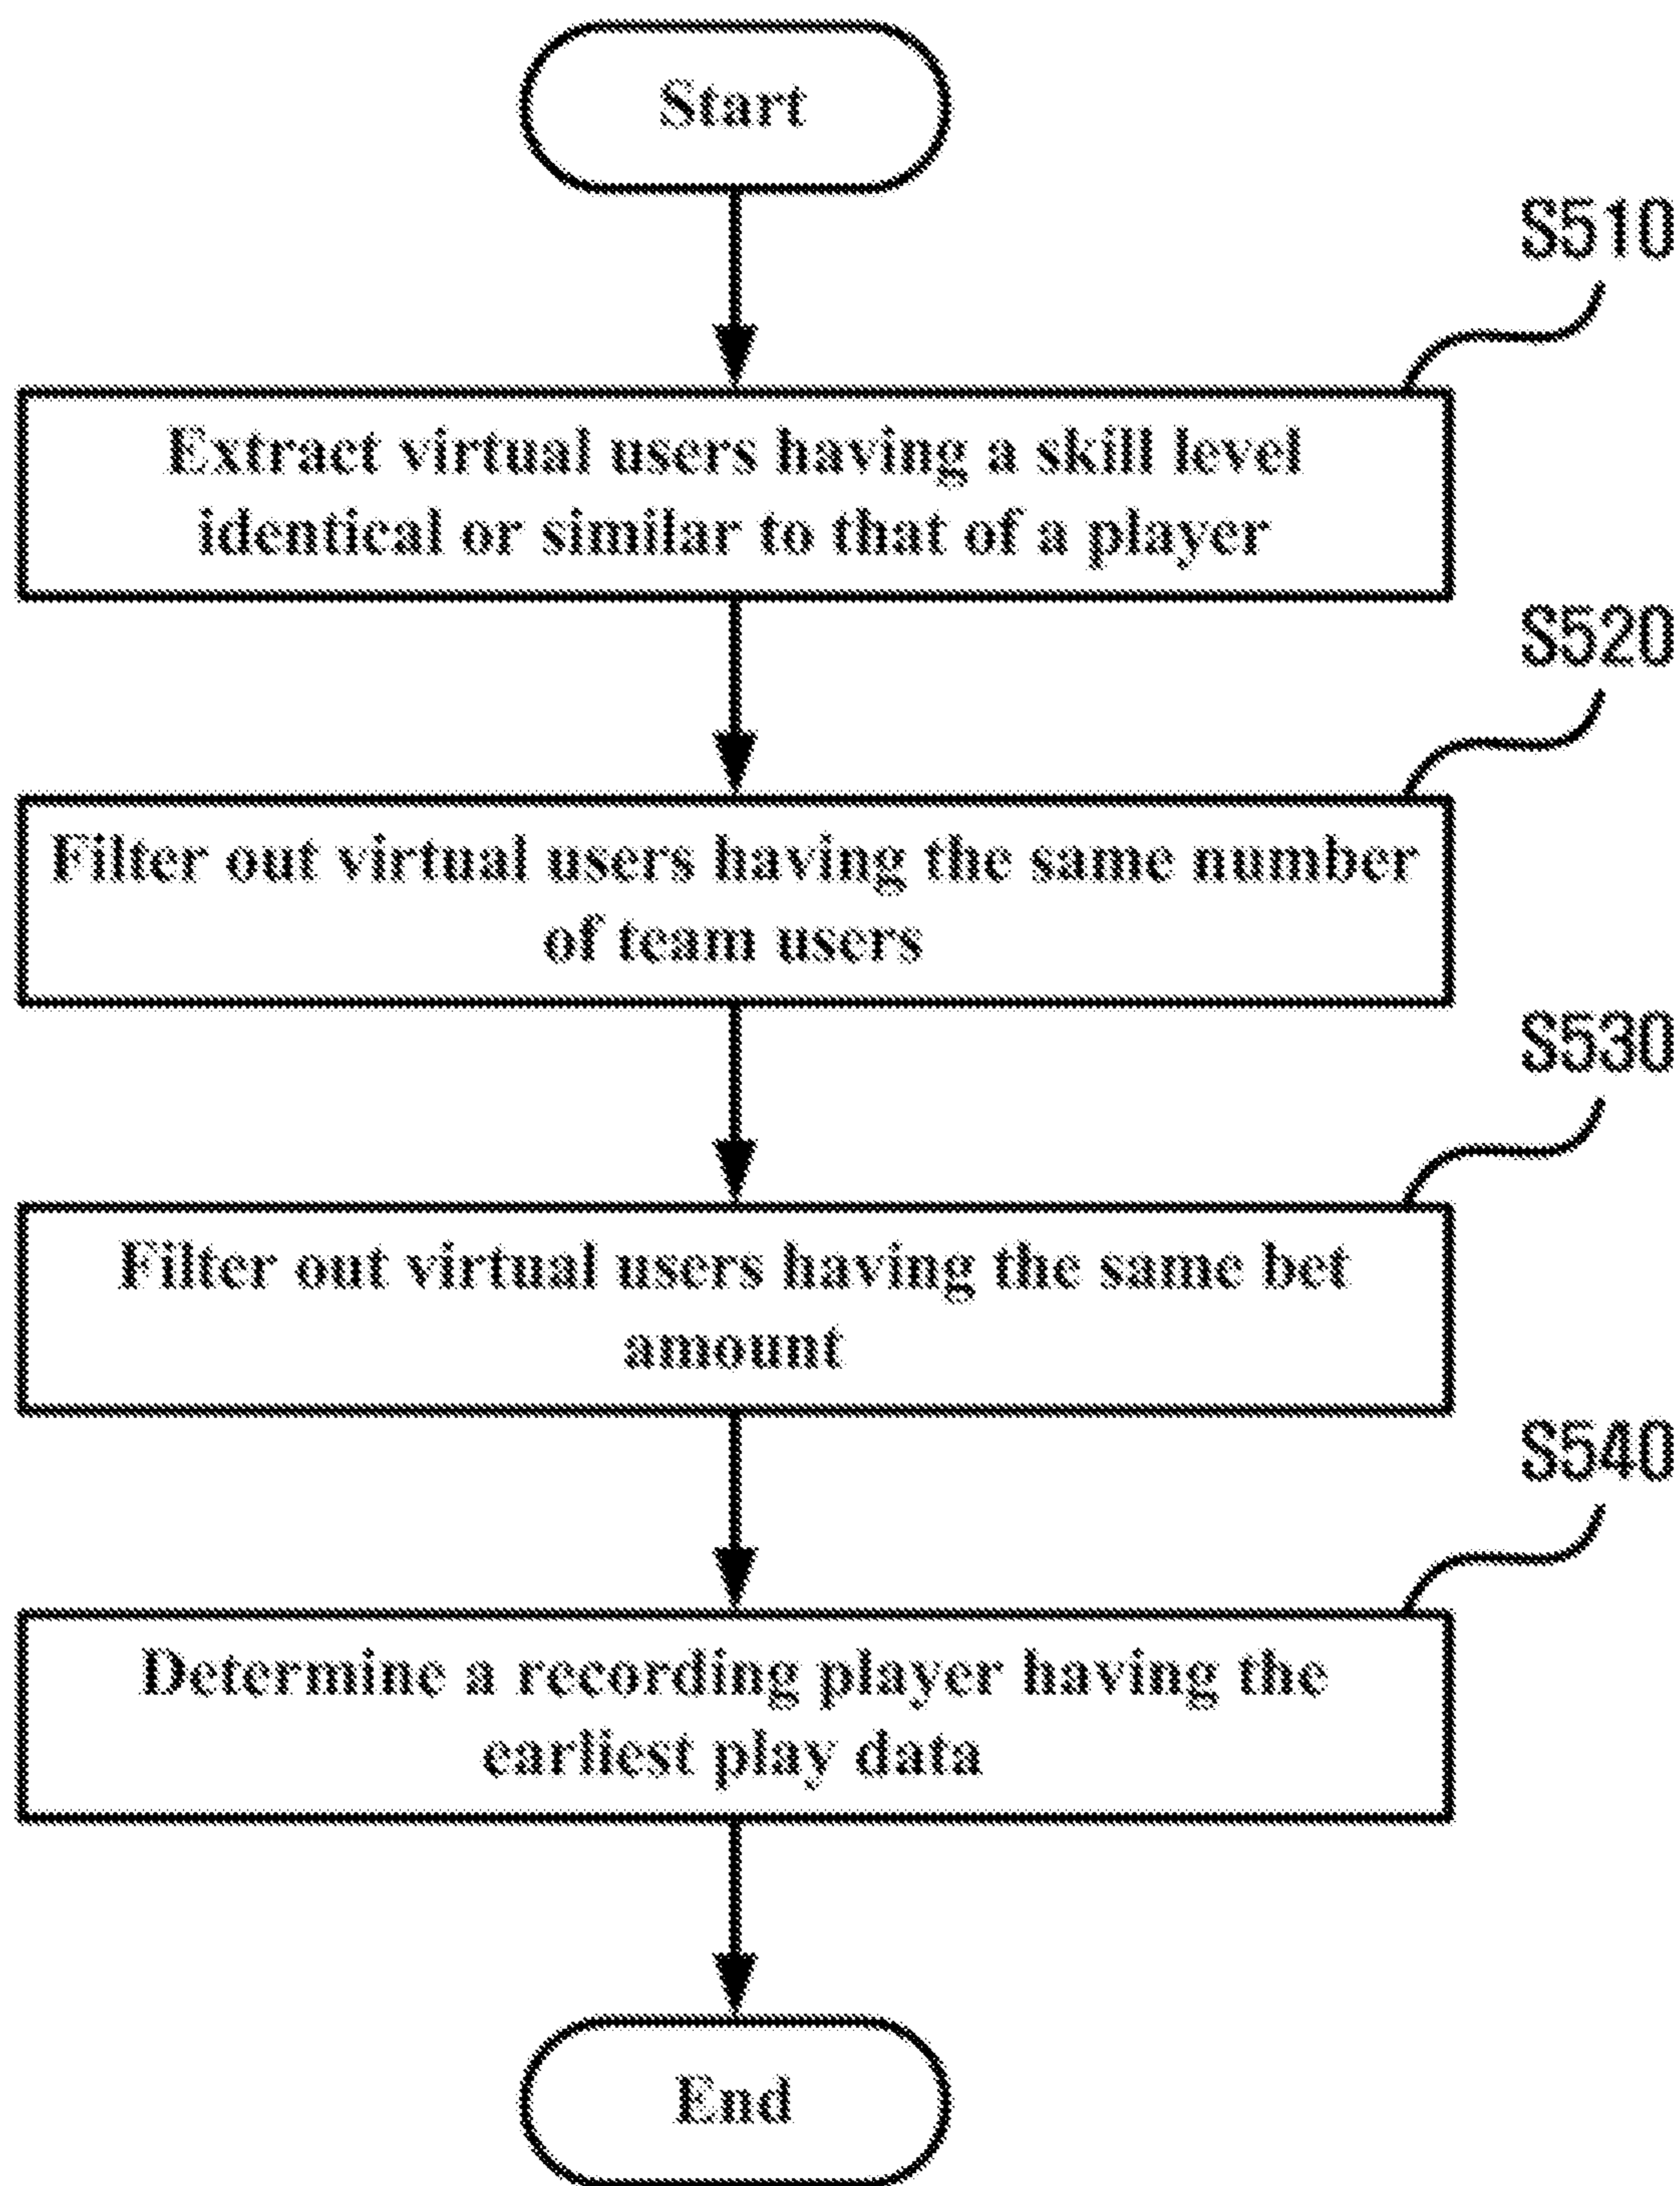 Start
S510
Extract virtual users having a skill level
identical or similar to that of a player
S520
Filter out virtual users having the same number
of team users
S530
Filter out virtual users having the same bet
amount
S540
Determine a recording player having the
earliest play data
End